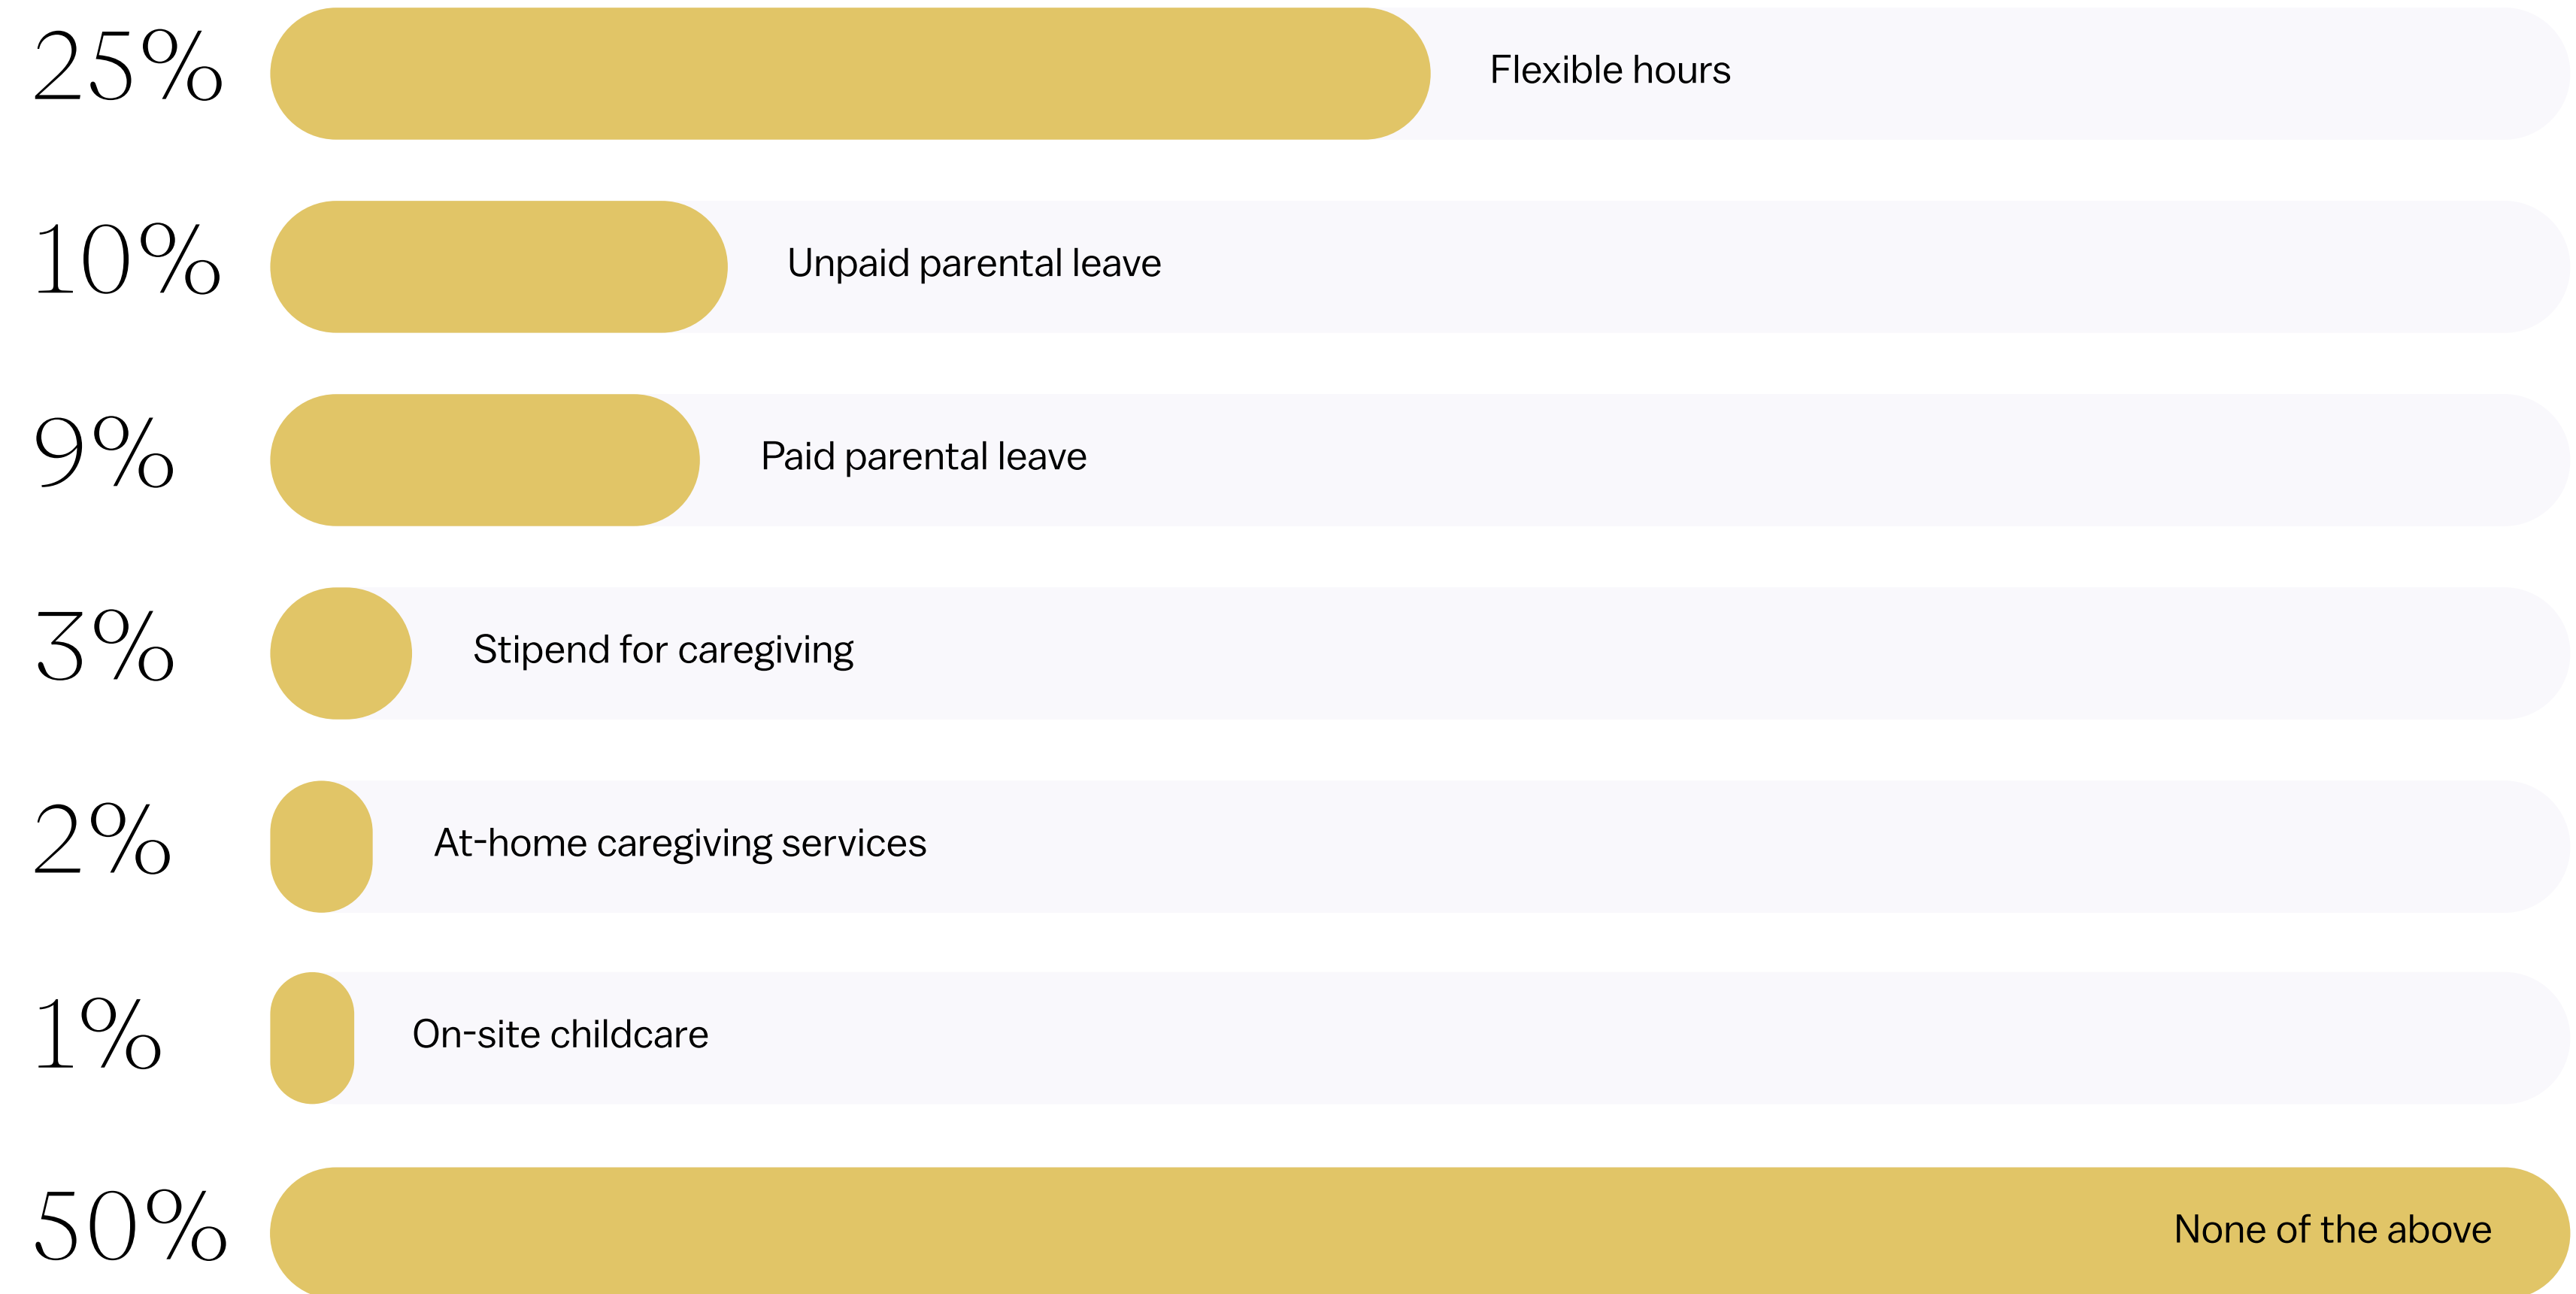 25% Flexible hours
10% Unpaid parental leave
9% Paid parental leave
3% Stipend for caregiving
2% At-home caregiving services
1% On-site childcare
50% None of the above